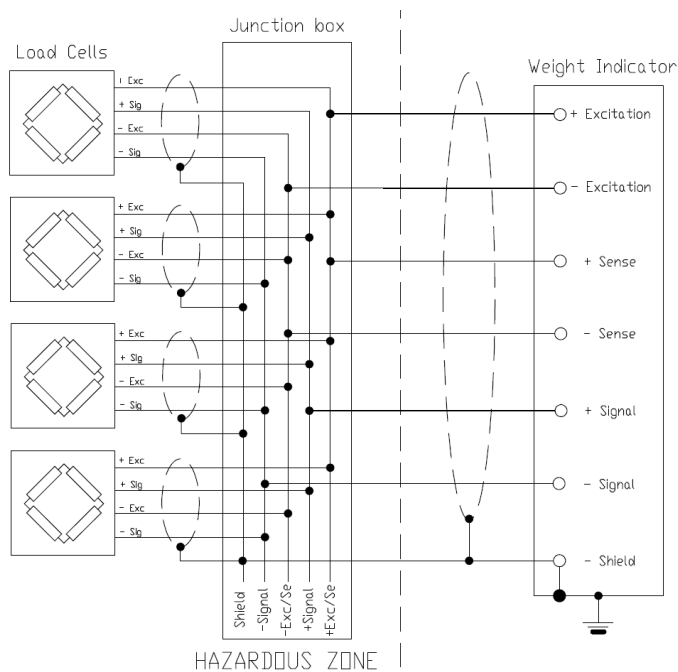 Junction box
Load Cells
Weight Indicator
+ Exc
+ Sig
- Exc
- Sig
+ Exc
+ Sig
- Exc
- Sig
+ Exc
+ Sig
- Exc
- Sig
+ Exc
+ Sig
- Exc
- Sig
+ Excitation
- Excitation
+ Sense
- Sense
+ Signal
- Signal
- Shield
Shield
-Signal
-Exc/Se
+Signal
+Exc/Se
HAZARDOUS ZONE